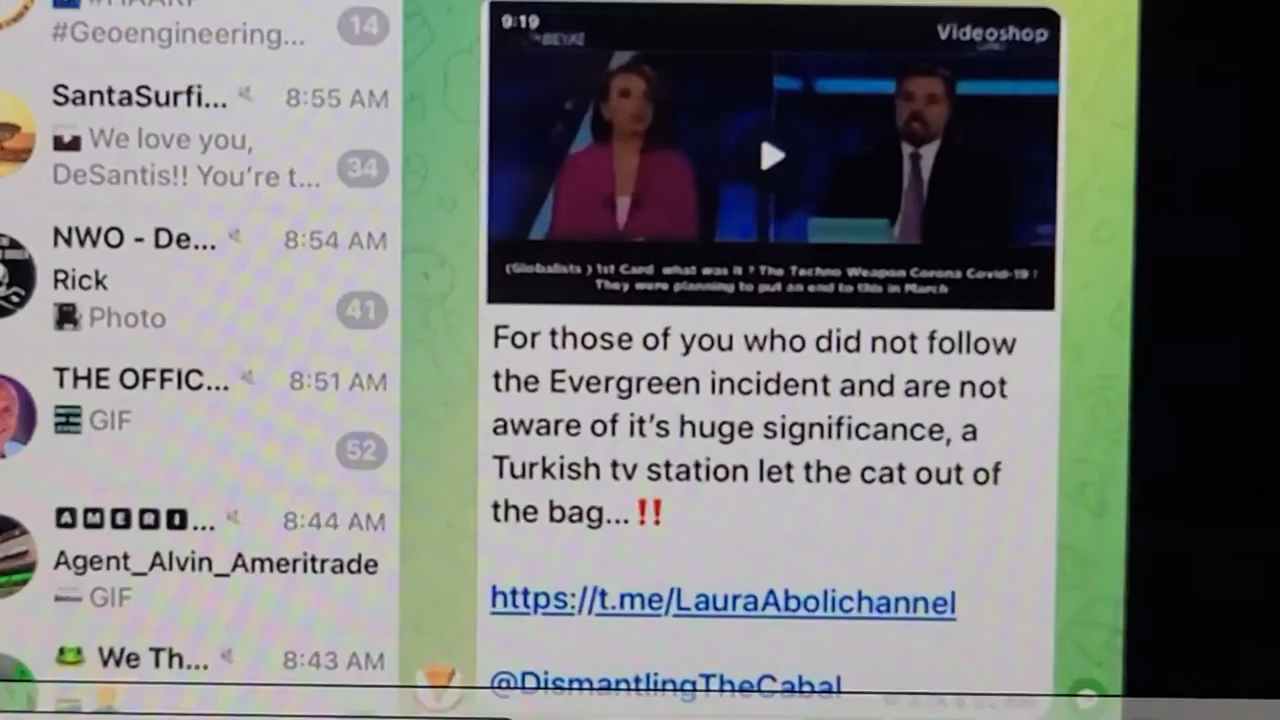 #HAARP
#Geoengineering...
14
SantaSurfi...
8:55 AM
We love you,
DeSantis!! You're t...
34
NWO - De...
8:54 AM
Rick
Photo
41
THE OFFIC...
8:51 AM
GIF
52
AMERI...
8:44 AM
Agent_Alvin_Ameritrade
GIF
We Th...
8:43 AM
9:19
Videoshop
(Globalists ) 1st Card what was it ? The Techno Weapon Corona Covid-19 !
They were planning to put an end to this in March
For those of you who did not follow
the Evergreen incident and are not
aware of it's huge significance, a
Turkish tv station let the cat out of
the bag...‼️
https://t.me/LauraAbolichannel
@DismantlingTheCabal